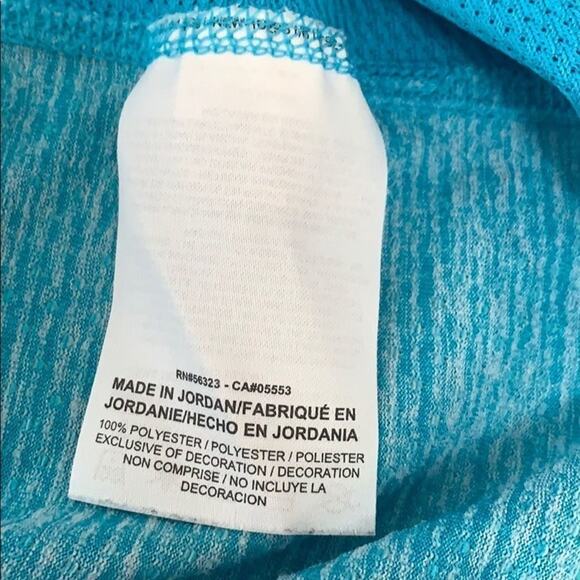 RN#56323 - CA#05553
MADE IN JORDAN/FABRIQUÉ EN
JORDANIE/HECHO EN JORDANIA
100% POLYESTER / POLYESTER / POLIESTER
EXCLUSIVE OF DECORATION / DECORATION
NON COMPRISE / NO INCLUYE LA
DECORACION